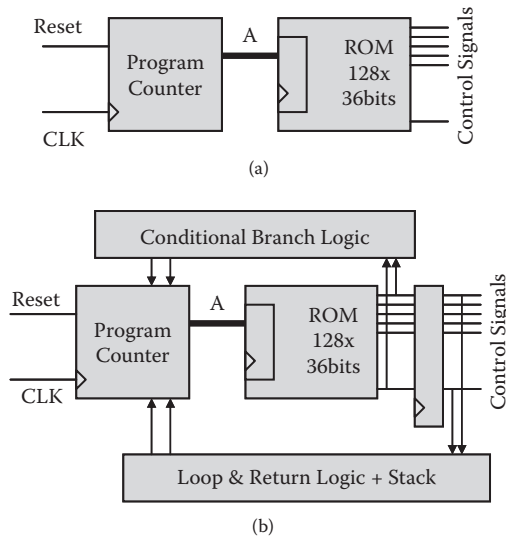 Reset
CLK
Program
Counter
A
ROM
128x
36bits
Control Signals
(a)
Conditional Branch Logic
Reset
CLK
Program
Counter
A
ROM
128x
36bits
Control Signals
Loop & Return Logic + Stack
(b)